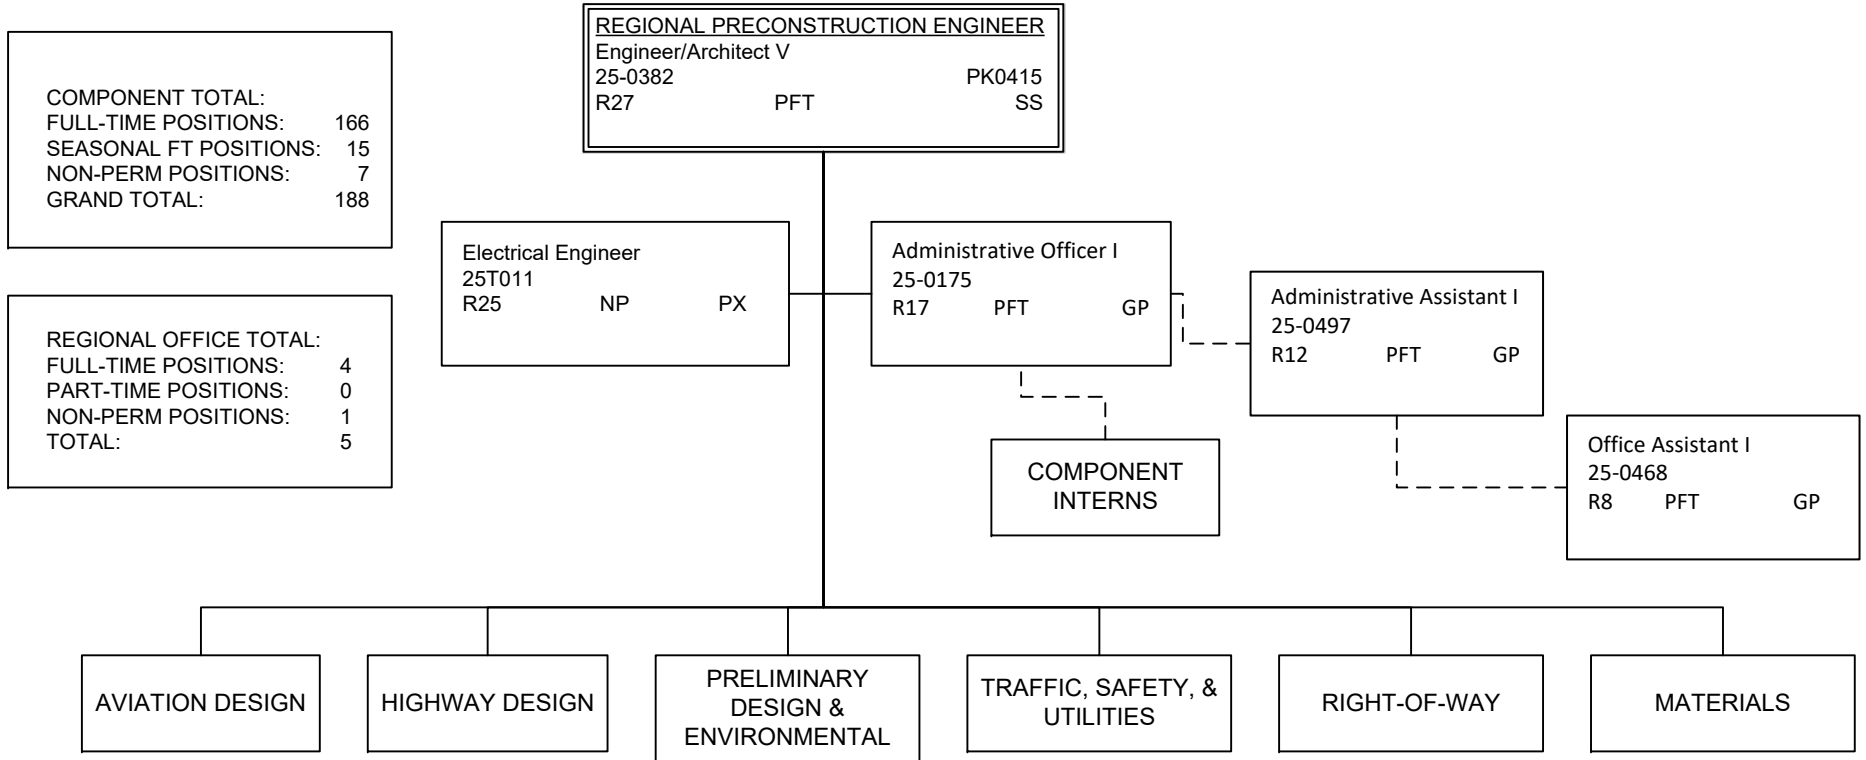 COMPONENT TOTAL:
FULL-TIME POSITIONS: 166
SEASONAL FT POSITIONS: 15
NON-PERM POSITIONS: 7
GRAND TOTAL: 188
REGIONAL OFFICE TOTAL:
FULL-TIME POSITIONS: 4
PART-TIME POSITIONS: 0
NON-PERM POSITIONS: 1
TOTAL: 5
REGIONAL PRECONSTRUCTION ENGINEER
Engineer/Architect V
25-0382 PK0415
R27 PFT SS
Electrical Engineer
25T011
R25 NP PX
Administrative Officer I
25-0175
R17 PFT GP
Administrative Assistant I
25-0497
R12 PFT GP
Office Assistant I
25-0468
R8 PFT GP
COMPONENT
INTERNS
AVIATION DESIGN
HIGHWAY DESIGN
PRELIMINARY
DESIGN &
ENVIRONMENTAL
TRAFFIC, SAFETY, &
UTILITIES
RIGHT-OF-WAY
MATERIALS